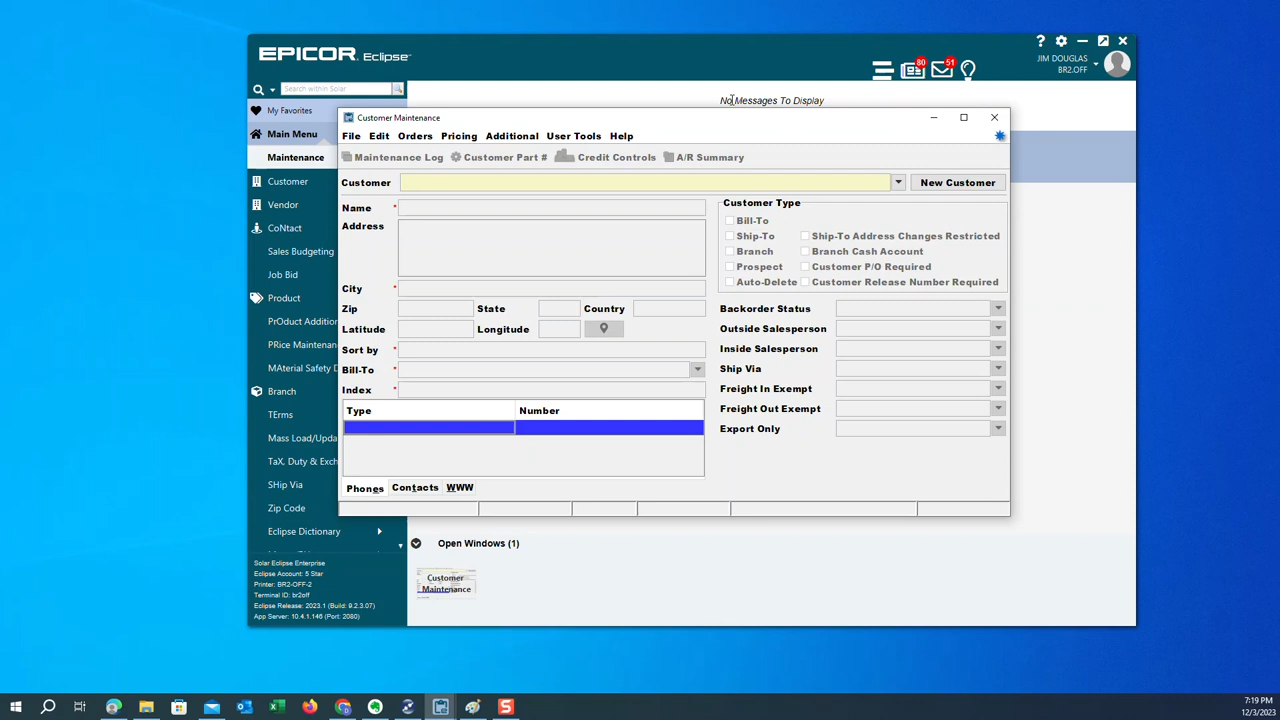 EPICOR Eclipse
80
51
JIM DOUGLAS
BR2.OFF
Search within Solar
No Messages To Display
My Favorites
Main Menu
Maintenance
Customer
Vendor
CoNtact
Sales Budgeting
Job Bid
Product
PrOduct Addition
PRice Maintenan
MAterial Safety D
Branch
TErms
Mass Load/Upda
TaX, Duty & Exch
SHip Via
Zip Code
Eclipse Dictionary
Solar Eclipse Enterprise
Eclipse Account: 5 Star
Printer: BR2-OFF-2
Terminal ID: br2off
Eclipse Release: 2023.1 (Build: 9.2.3.07)
App Server: 10.4.1.146 (Port: 2080)
Customer Maintenance
File Edit Orders Pricing Additional User Tools Help
Maintenance Log Customer Part # Credit Controls A/R Summary
Customer New Customer
Name *
Address
City *
Zip State Country
Latitude Longitude
Sort by *
Bill-To *
Index *
Type Number
Phones Contacts WWW
Customer Type
Bill-To
Ship-To Ship-To Address Changes Restricted
Branch Branch Cash Account
Prospect Customer P/O Required
Auto-Delete Customer Release Number Required
Backorder Status
Outside Salesperson
Inside Salesperson
Ship Via
Freight In Exempt
Freight Out Exempt
Export Only
Open Windows (1)
Customer
Maintenance
7:19 PM
12/3/2023